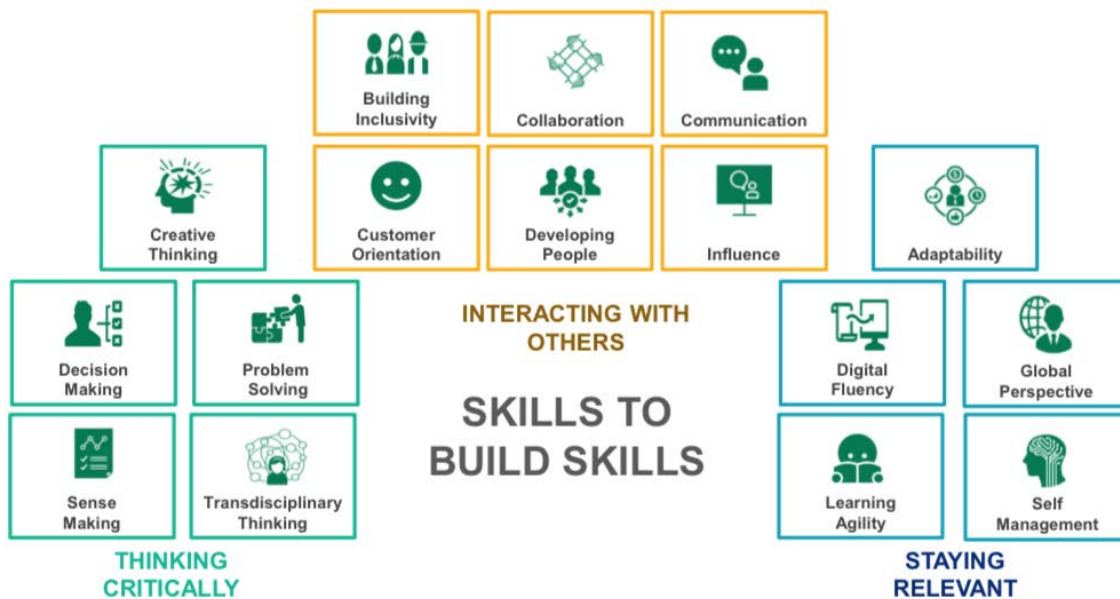 Building
Inclusivity
Collaboration
Communication
Creative
Thinking
Customer
Orientation
Developing
People
Influence
Adaptability
INTERACTING WITH
OTHERS
Decision
Making
Problem
Solving
Digital
Fluency
Global
Perspective
SKILLS TO
BUILD SKILLS
Sense
Making
Transdisciplinary
Thinking
Learning
Agility
Self
Management
THINKING
CRITICALLY
STAYING
RELEVANT